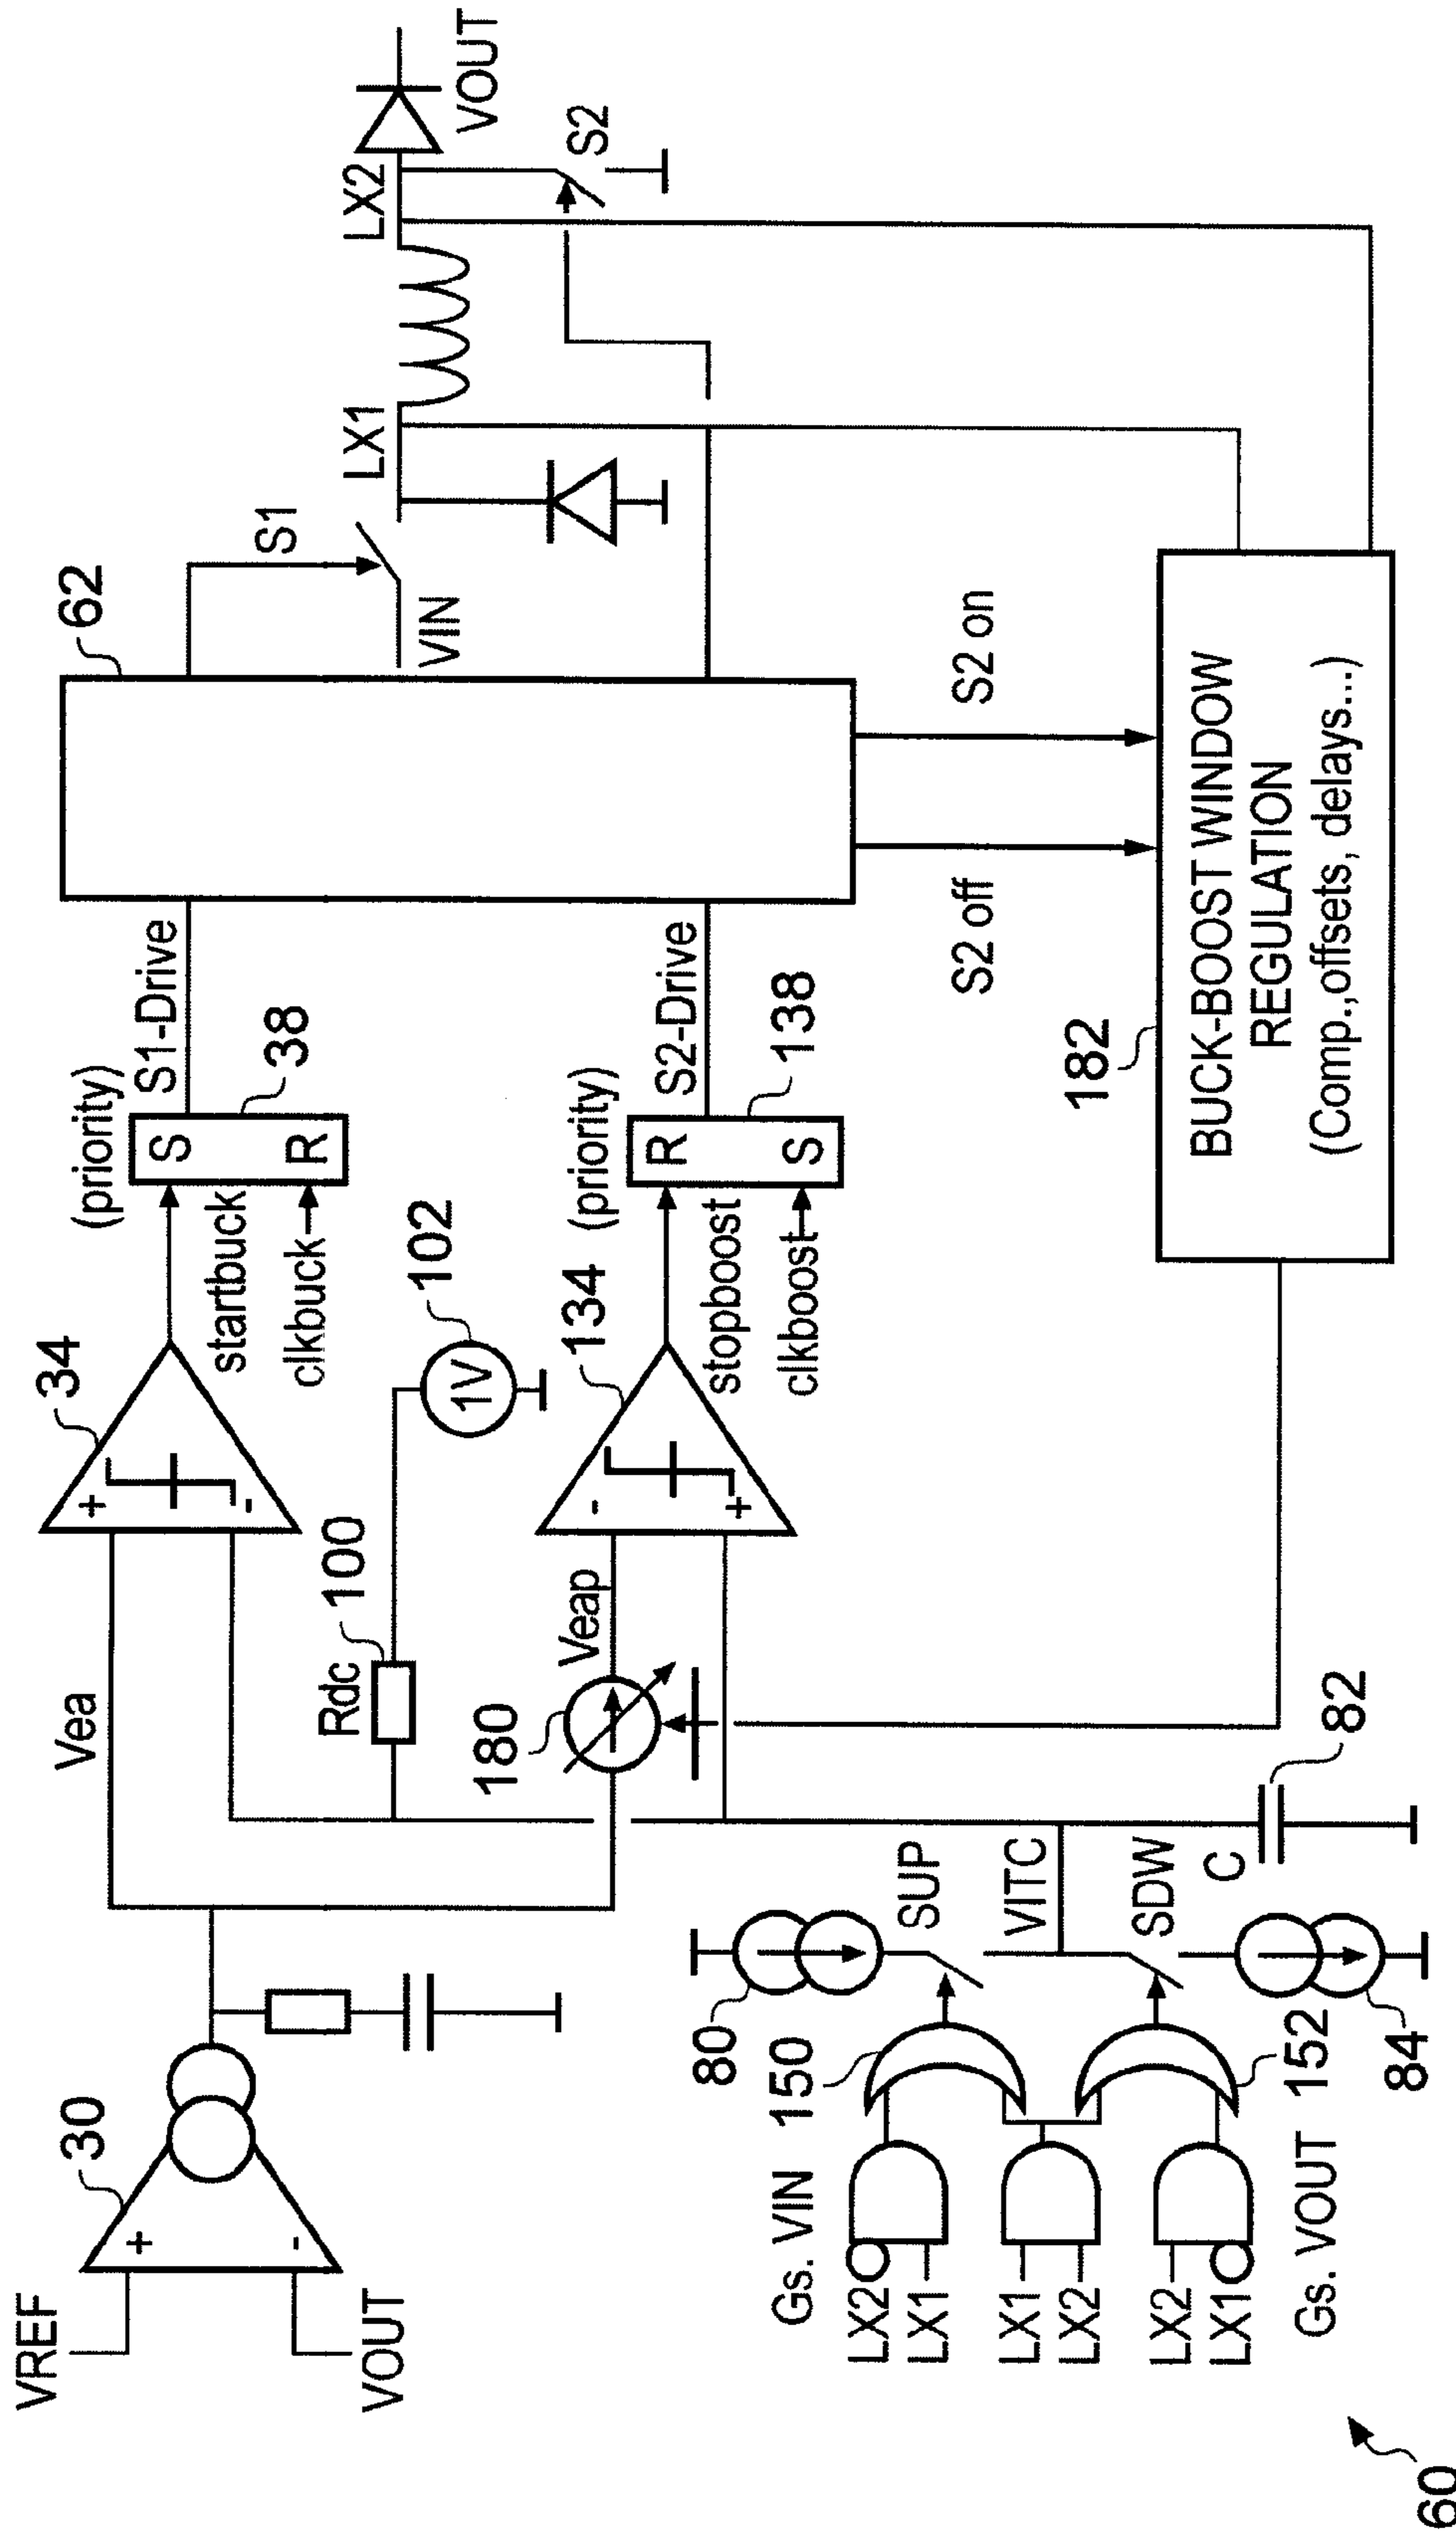 VREF
VOUT
30
+
-
Vea
34
+
-
(priority)
S
R
startbuck
clkbuck
S1-Drive
38
62
S1
VIN
LX1
LX2
VOUT
S2
Rdc
100
1V
102
180
Veap
134
-
+
(priority)
R
S
stopboost
clkboost
S2-Drive
138
S2 off
S2 on
182
BUCK-BOOST WINDOW
REGULATION
(Comp.,offsets, delays...)
80
SUP
VITC
SDW
C
82
84
150
152
Gs. VIN
LX2
LX1
LX1
LX2
LX2
LX1
Gs. VOUT
60